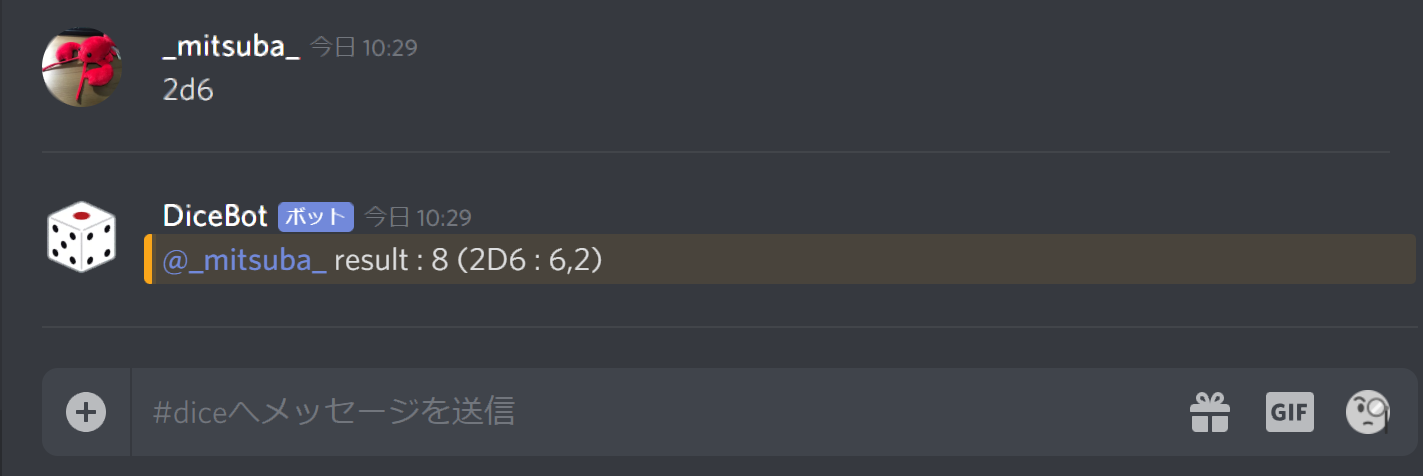 _mitsuba_ 今日 10:29
2d6
DiceBot ボット 今日 10:29
@_mitsuba_ result : 8 (2D6 : 6,2)
#diceへメッセージを送信 GIF